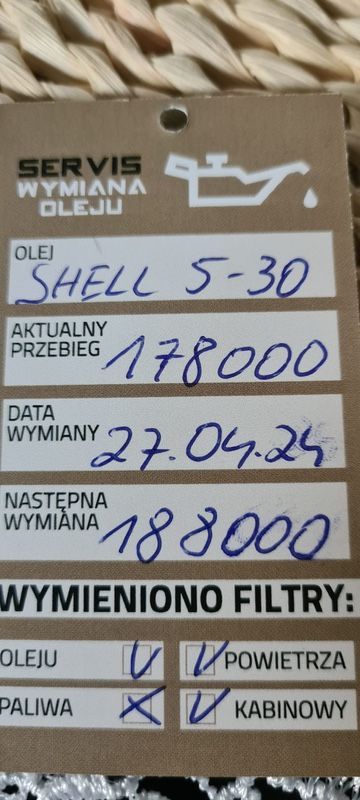 SERVIS
WYMIANA
OLEJU
OLEJ
SHELL 5-30
AKTUALNY
PRZEBIEG 178000
DATA
WYMIANY 27.04.24
NASTĘPNA
WYMIANA 188000
WYMIENIONO FILTRY:
OLEJU V V POWIETRZA
PALIWA X V KABINOWY